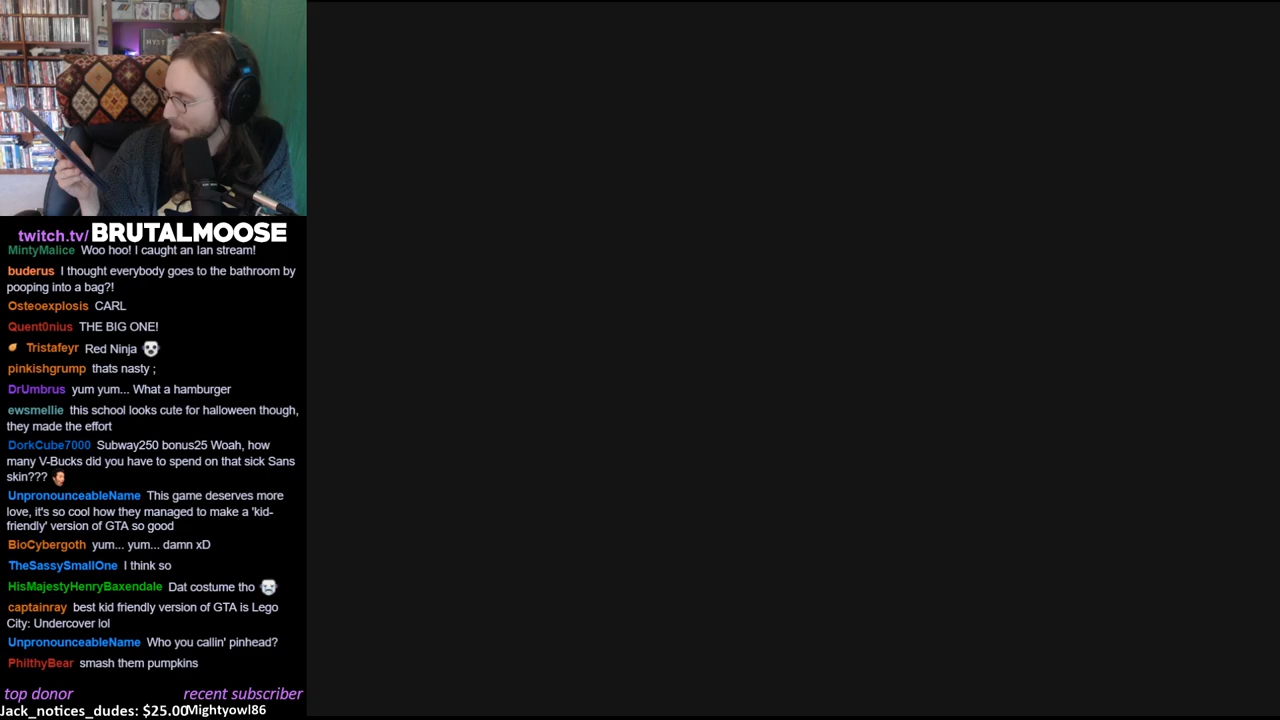 MYST
twitch.tv/BRUTALMOOSE
MintyMalice Woo hoo! I caught an Ian stream!
buderus I thought everybody goes to the bathroom by
pooping into a bag?!
Osteoexplosis CARL
Quent0nius THE BIG ONE!
Tristafeyr Red Ninja
pinkishgrump thats nasty ;
DrUmbrus yum yum... What a hamburger
ewsmellie this school looks cute for halloween though,
they made the effort
DorkCube7000 Subway250 bonus25 Woah, how
many V-Bucks did you have to spend on that sick Sans
skin???
UnpronounceableName This game deserves more
love, it's so cool how they managed to make a 'kid-
friendly' version of GTA so good
BioCybergoth yum... yum... damn xD
TheSassySmallOne I think so
HisMajestyHenryBaxendale Dat costume tho
captainray best kid friendly version of GTA is Lego
City: Undercover lol
UnpronounceableName Who you callin' pinhead?
PhilthyBear smash them pumpkins
top donor recent subscriber
Jack_notices_dudes: $25.00 Mightyowl86